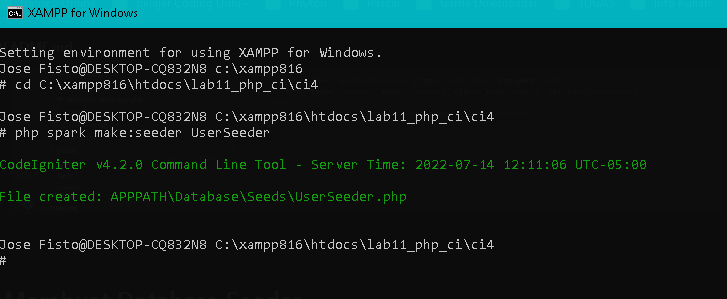 XAMPP for Windows
Setting environment for using XAMPP for Windows.
Jose Fisto@DESKTOP-CQ832N8 c:\xampp816
# cd C:\xampp816\htdocs\lab11_php_ci\ci4
Jose Fisto@DESKTOP-CQ832N8 C:\xampp816\htdocs\lab11_php_ci\ci4
# php spark make:seeder UserSeeder
CodeIgniter v4.2.0 Command Line Tool - Server Time: 2022-07-14 12:11:06 UTC-05:00
File created: APPPATH\Database\Seeds\UserSeeder.php
Jose Fisto@DESKTOP-CQ832N8 C:\xampp816\htdocs\lab11_php_ci\ci4
#